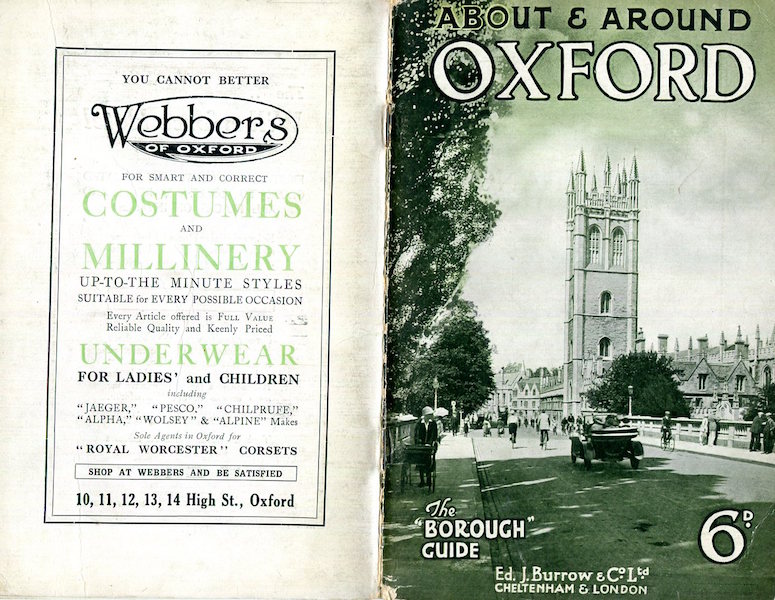 YOU CANNOT BETTER
Webbers
OF OXFORD
FOR SMART AND CORRECT
COSTUMES
AND
MILLINERY
UP-TO-THE MINUTE STYLES
SUITABLE for EVERY POSSIBLE OCCASION
Every Article offered is FULL VALUE
Reliable Quality and Keenly Priced
UNDERWEAR
FOR LADIES' and CHILDREN
including
"JAEGER," "PESCO," "CHILPRUFE,"
"ALPHA," "WOLSEY" & "ALPINE" Makes
Sole Agents in Oxford for
"ROYAL WORCESTER" CORSETS
SHOP AT WEBBERS AND BE SATISFIED
10, 11, 12, 13, 14 High St., Oxford
ABOUT & AROUND
OXFORD
The
"BOROUGH"
GUIDE
6D.
Ed. J. Burrow & Co Ltd
CHELTENHAM & LONDON